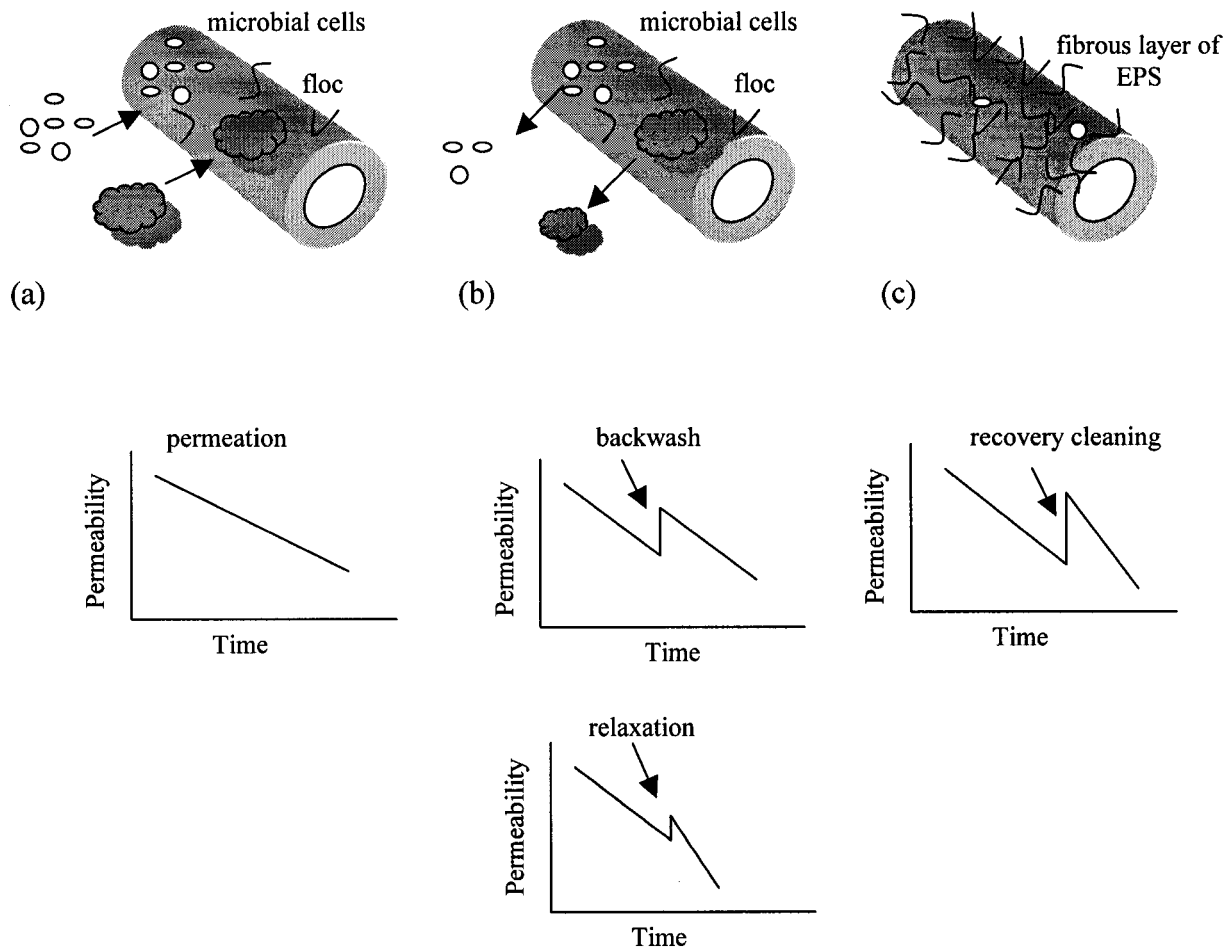 microbial cells
floc
(a)
microbial cells
floc
(b)
fibrous layer of
EPS
(c)
permeation
Permeability
Time
backwash
Permeability
Time
recovery cleaning
Permeability
Time
relaxation
Permeability
Time